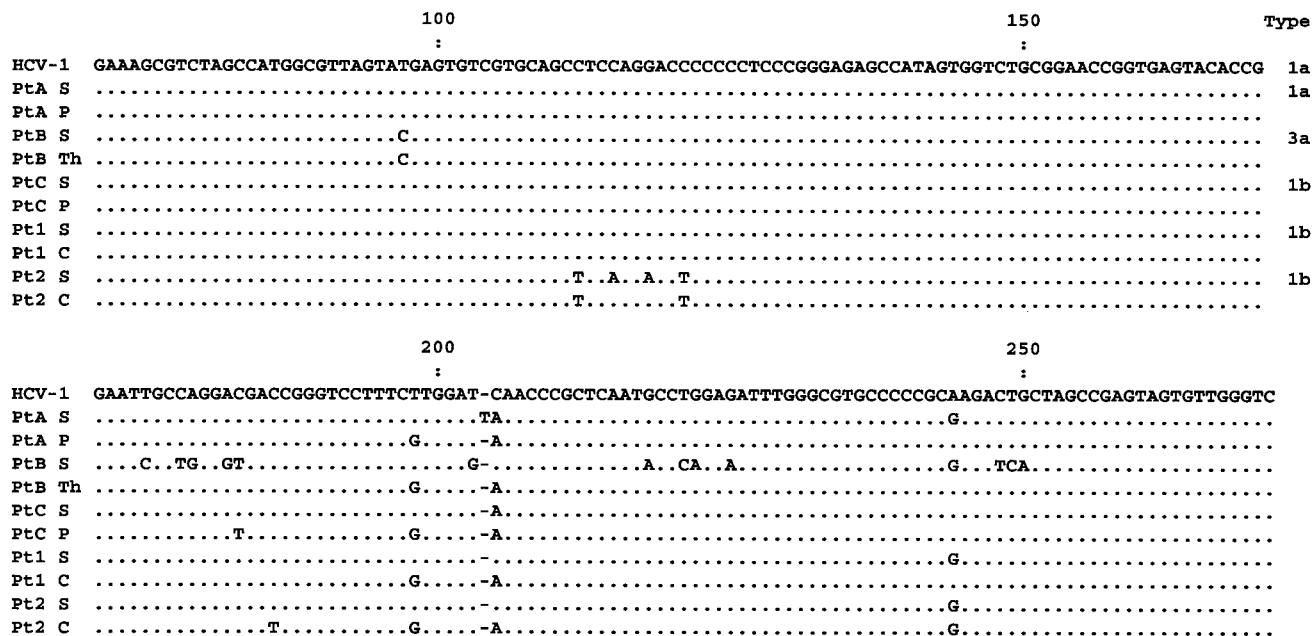 100 150 Type
: :
HCV-1 GAAAGCGTCTAGCCATGGCGTTAGTATGAGTGTCGTGCAGCCTCCAGGACCCCCCCTCCCGGGAGAGCCATAGTGGTCTGCGGAACCGGTGAGTACACCG 1a
PtA S .................................................................................................... 1a
PtA P ....................................................................................................
PtB S ..........................C......................................................................... 3a
PtB Th ..........................C.........................................................................
PtC S .................................................................................................... 1b
PtC P ....................................................................................................
Pt1 S .................................................................................................... 1b
Pt1 C ....................................................................................................
Pt2 S .........................................T..A..A..T................................................. 1b
Pt2 C .........................................T........T.................................................
200 250
: :
HCV-1 GAATTGCCAGGACGACCGGGTCCTTTCTTGGAT-CAACCCGCTCAATGCCTGGAGATTTGGGCGTGCCCCCGCAAGACTGCTAGCCGAGTAGTGTTGGGTC
PtA S .................................TA......................................G...........................
PtA P ...........................G.....-A..................................................................
PtB S ....C..TG..GT...................G-.............A..CA..A..................G...TCA.....................
PtB Th ...........................G.....-A..................................................................
PtC S .................................-A..................................................................
PtC P ............T..............G.....-A..................................................................
Pt1 S .................................-.......................................G...........................
Pt1 C ...........................G.....-A..................................................................
Pt2 S .................................-.......................................G...........................
Pt2 C ...............T...........G.....-A......................................G...........................